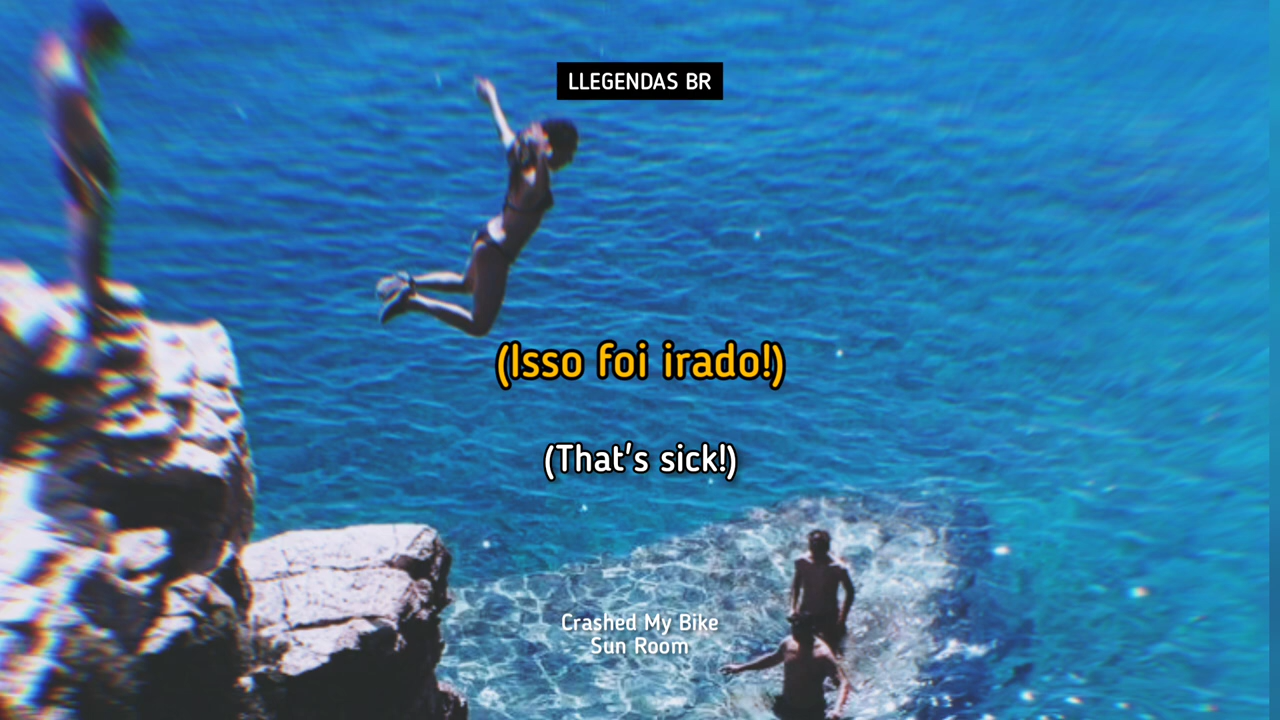 LLEGENDAS BR
(Isso foi irado!)
(That's sick!)
Crashed My Bike
Sun Room